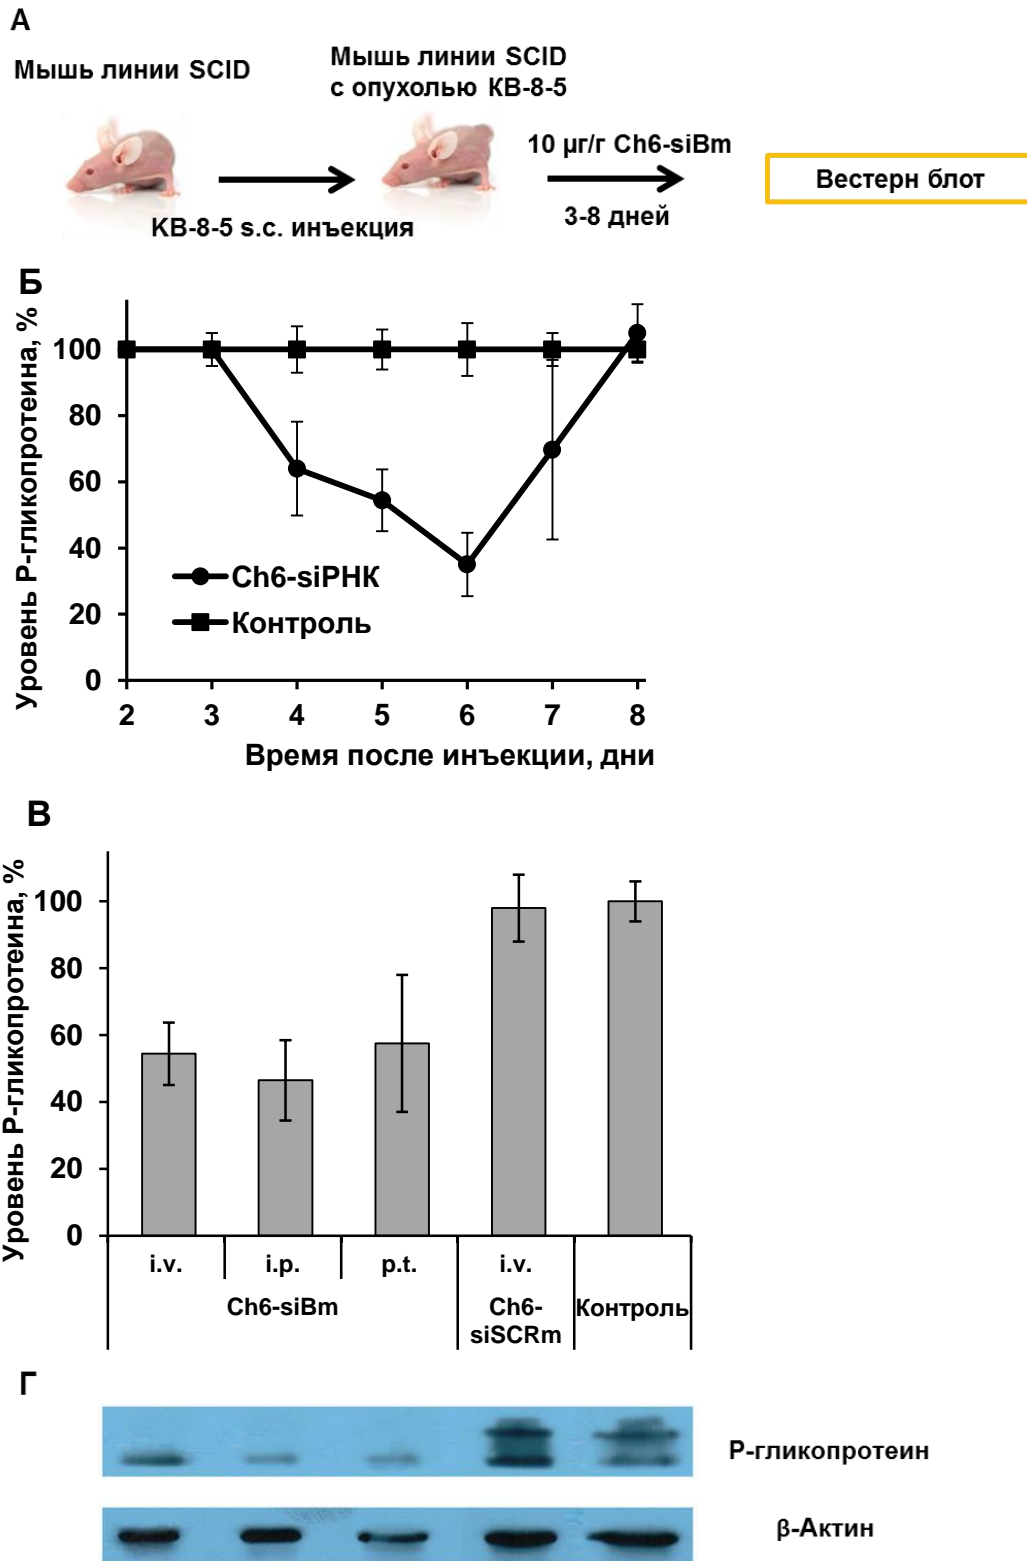 А
Мышь линии SCID
Мышь линии SCID
с опухолью КВ-8-5
10 μг/г Ch6-siBm
3-8 дней
KB-8-5 s.c. инъекция
Вестерн блот
Б
Уровень Р-гликопротеина, %
100
80
60
40
20
0
Ch6-siРНК
Контроль
2 3 4 5 6 7 8
Время после инъекции, дни
В
Уровень Р-гликопротеина, %
100
80
60
40
20
0
i.v. i.p. p.t. i.v.
Ch6-siBm
Ch6-
siSCRm
Контроль
Г
Р-гликопротеин
β-Актин